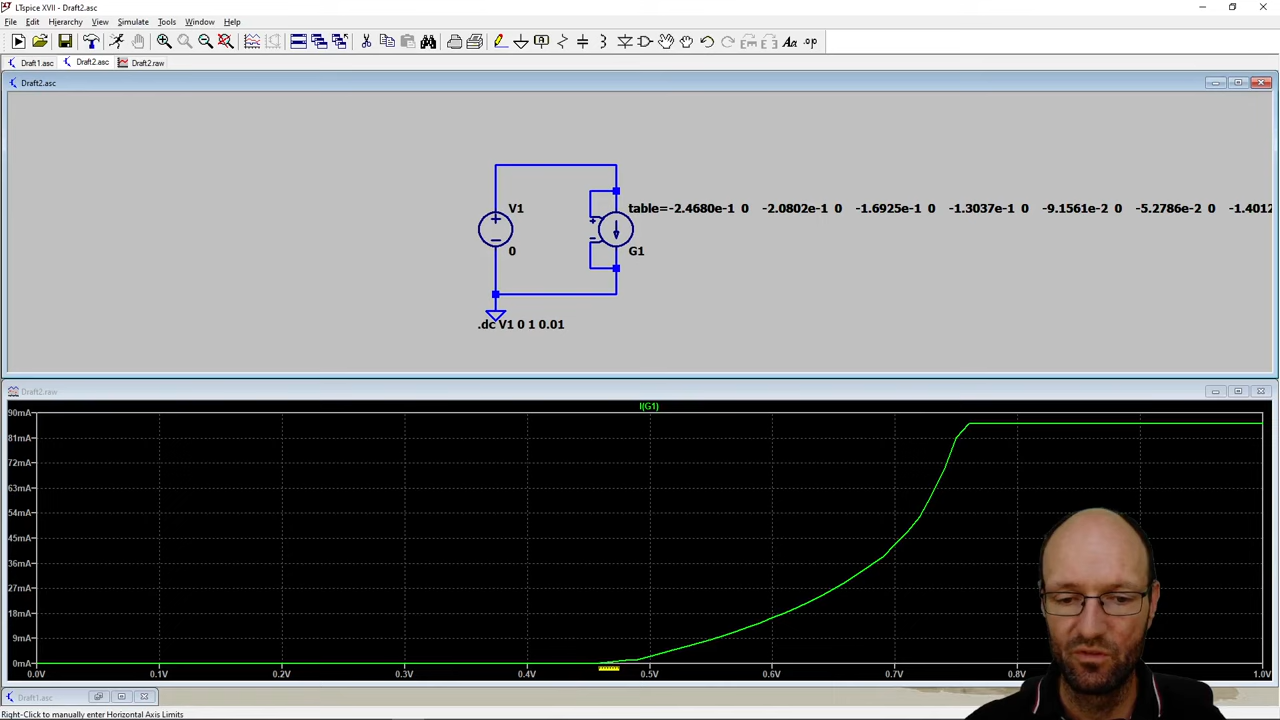 LTspice XVII - Draft2.asc
File Edit Hierarchy View Simulate Tools Window Help
Draft1.asc Draft2.asc Draft2.raw
Draft2.asc
V1
table=-2.4680e-1 0 -2.0802e-1 0 -1.6925e-1 0 -1.3037e-1 0 -9.1561e-2 0 -5.2786e-2 0 -1.4012
0
G1
.dc V1 0 1 0.01
Draft2.raw
I(G1)
90mA
81mA
72mA
63mA
54mA
45mA
36mA
27mA
18mA
9mA
0mA
0.0V 0.1V 0.2V 0.3V 0.4V 0.5V 0.6V 0.7V 0.8V 1.0V
Draft1.asc
Right-Click to manually enter Horizontal Axis Limits